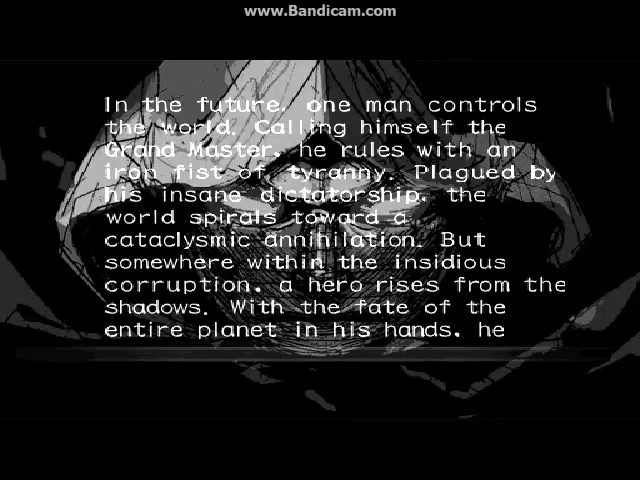 www.Bandicam.com
In the future, one man controls
the world. Calling himself the
Grand Master, he rules with an
iron fist of tyranny. Plagued by
his insane dictatorship, the
world spirals toward a
cataclysmic annihilation. But
somewhere within the insidious
corruption, a hero rises from the
shadows. With the fate of the
entire planet in his hands, he